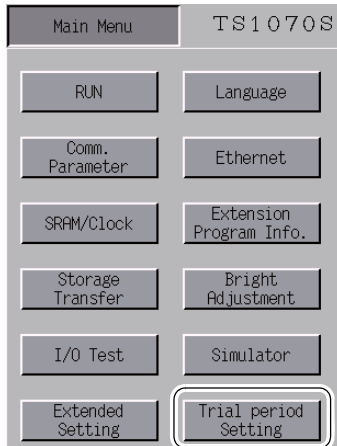 Main Menu TS1070S
RUN Language
Comm.
Parameter
Ethernet
SRAM/Clock
Extension
Program Info.
Storage
Transfer
Bright
Adjustment
I/O Test Simulator
Extended
Setting
Trial period
Setting